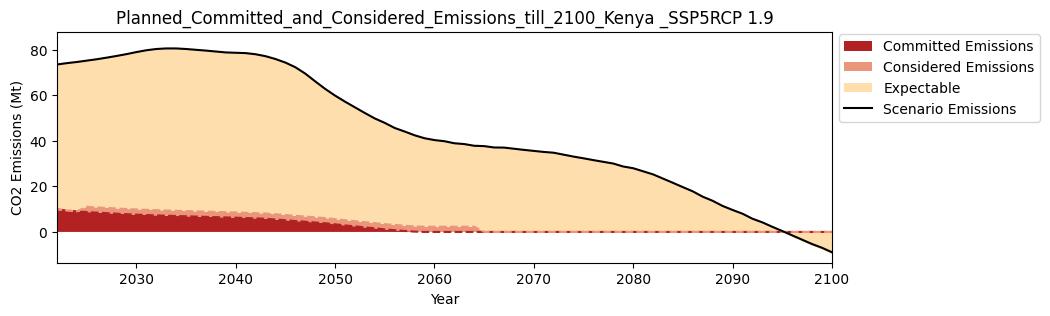 Planned_Committed_and_Considered_Emissions_till_2100_Kenya _SSP5RCP 1.9
CO2 Emissions (Mt)
80
60
40
20
0
2030 2040 2050 2060 2070 2080 2090 2100
Year
Committed Emissions
Considered Emissions
Expectable
Scenario Emissions